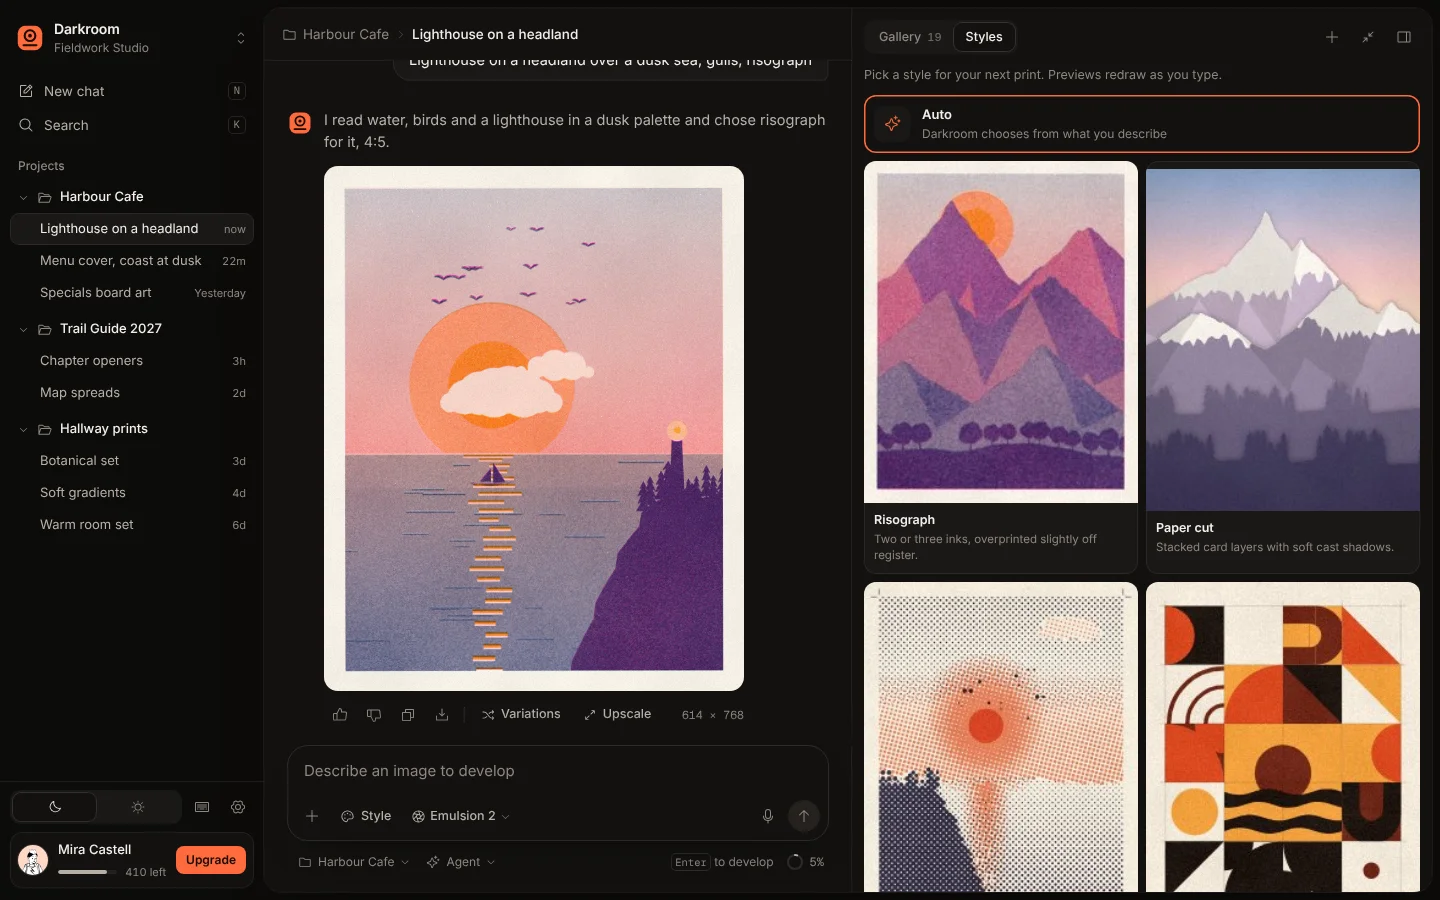 Darkroom
Fieldwork Studio
New chat
N
Search
K
Projects
Harbour Cafe
Lighthouse on a headland
now
Menu cover, coast at dusk
22m
Specials board art
Yesterday
Trail Guide 2027
Chapter openers
3h
Map spreads
2d
Hallway prints
Botanical set
3d
Soft gradients
4d
Warm room set
6d
Mira Castell
410 left
Upgrade
Harbour Cafe
Lighthouse on a headland
Lighthouse on a headland over a dusk sea, gulls, risograph
I read water, birds and a lighthouse in a dusk palette and chose risograph
for it, 4:5.
Variations
Upscale
614 × 768
Describe an image to develop
Style
Emulsion 2
Harbour Cafe
Agent
Enter to develop
5%
Gallery 19
Styles
Pick a style for your next print. Previews redraw as you type.
Auto
Darkroom chooses from what you describe
Risograph
Two or three inks, overprinted slightly off
register.
Paper cut
Stacked card layers with soft cast shadows.